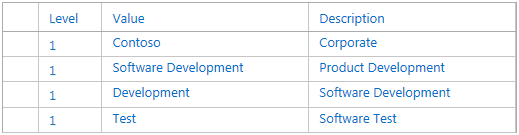 Level Value Description
1 Contoso Corporate
1 Software Development Product Development
1 Development Software Development
1 Test Software Test